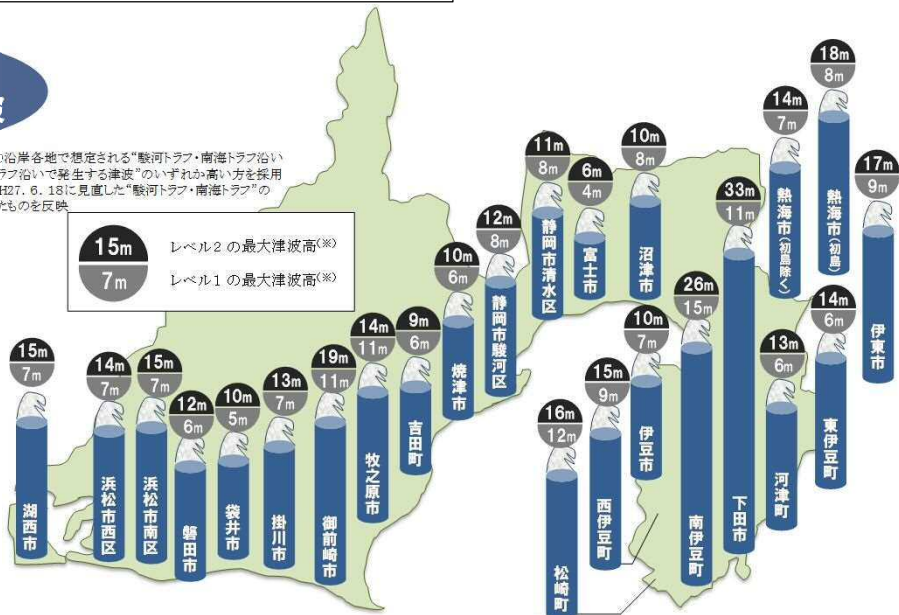 沿岸各地で想定される“駿河トラフ・南海トラフ沿い
ラフ沿いで発生する津波”のいずれか高い方を採用
H27.6.18に見直した“駿河トラフ・南海トラフ”の
たものを反映
15m レベル2の最大津波高(※)
7m レベル1の最大津波高(※)
15m
7m
湖西市
14m
7m
浜松市西区
15m
7m
浜松市南区
12m
6m
磐田市
10m
5m
袋井市
13m
7m
掛川市
19m
11m
御前崎市
14m
11m
牧之原市
9m
6m
吉田町
10m
6m
焼津市
12m
8m
静岡市駿河区
11m
8m
静岡市清水区
6m
4m
富士市
10m
8m
沼津市
10m
7m
伊豆市
15m
9m
西伊豆町
16m
12m
松崎町
26m
15m
南伊豆町
33m
11m
下田市
13m
6m
河津町
14m
6m
東伊豆町
17m
9m
伊東市
14m
7m
熱海市(初島除く)
18m
8m
熱海市(初島)